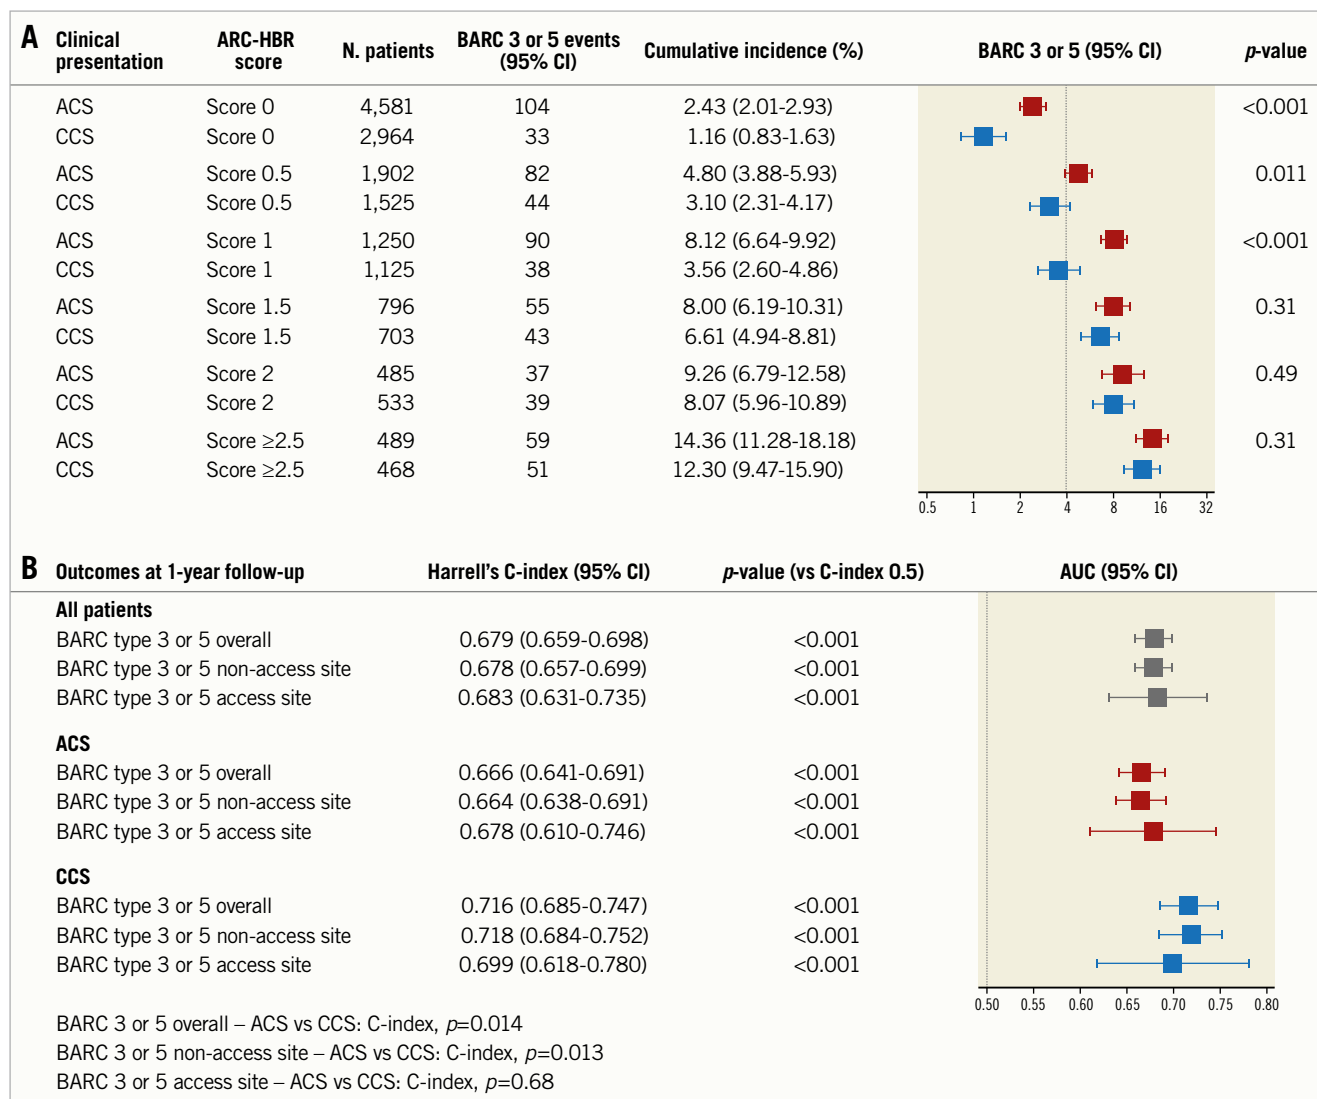 A Clinical presentation ARC-HBR score N. patients BARC 3 or 5 events (95% CI) Cumulative incidence (%) BARC 3 or 5 (95% CI) p-value
ACS Score 0 4,581 104 2.43 (2.01-2.93) <0.001
CCS Score 0 2,964 33 1.16 (0.83-1.63)
ACS Score 0.5 1,902 82 4.80 (3.88-5.93) 0.011
CCS Score 0.5 1,525 44 3.10 (2.31-4.17)
ACS Score 1 1,250 90 8.12 (6.64-9.92) <0.001
CCS Score 1 1,125 38 3.56 (2.60-4.86)
ACS Score 1.5 796 55 8.00 (6.19-10.31) 0.31
CCS Score 1.5 703 43 6.61 (4.94-8.81)
ACS Score 2 485 37 9.26 (6.79-12.58) 0.49
CCS Score 2 533 39 8.07 (5.96-10.89)
ACS Score ≥2.5 489 59 14.36 (11.28-18.18) 0.31
CCS Score ≥2.5 468 51 12.30 (9.47-15.90)
0.5 1 2 4 8 16 32
B Outcomes at 1-year follow-up Harrell's C-index (95% CI) p-value (vs C-index 0.5) AUC (95% CI)
All patients
BARC type 3 or 5 overall 0.679 (0.659-0.698) <0.001
BARC type 3 or 5 non-access site 0.678 (0.657-0.699) <0.001
BARC type 3 or 5 access site 0.683 (0.631-0.735) <0.001
ACS
BARC type 3 or 5 overall 0.666 (0.641-0.691) <0.001
BARC type 3 or 5 non-access site 0.664 (0.638-0.691) <0.001
BARC type 3 or 5 access site 0.678 (0.610-0.746) <0.001
CCS
BARC type 3 or 5 overall 0.716 (0.685-0.747) <0.001
BARC type 3 or 5 non-access site 0.718 (0.684-0.752) <0.001
BARC type 3 or 5 access site 0.699 (0.618-0.780) <0.001
0.50 0.55 0.60 0.65 0.70 0.75 0.80
BARC 3 or 5 overall – ACS vs CCS: C-index, p=0.014
BARC 3 or 5 non-access site – ACS vs CCS: C-index, p=0.013
BARC 3 or 5 access site – ACS vs CCS: C-index, p=0.68